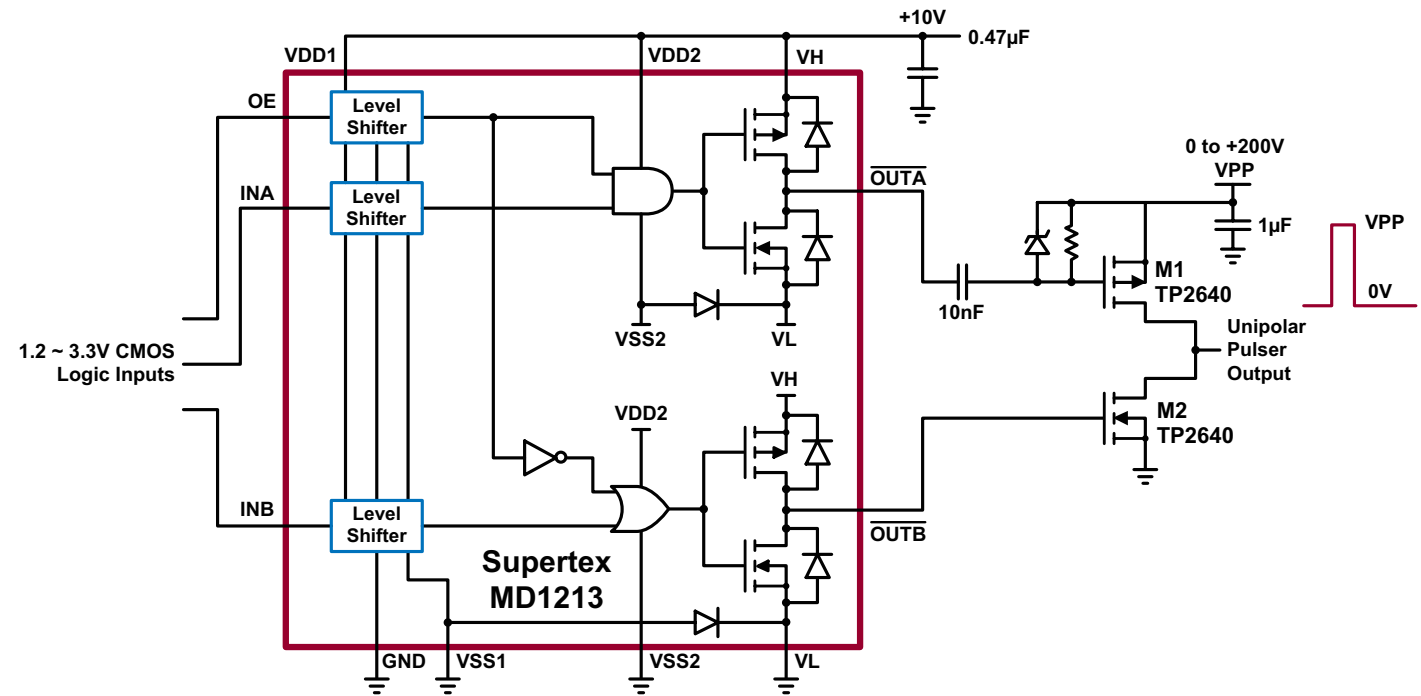 +10V
0.47µF
VDD1
VDD2
VH
OE
Level
Shifter
INA
Level
Shifter
OUTA
0 to +200V
VPP
1µF
VPP
0V
M1
TP2640
10nF
VSS2
VL
Unipolar
Pulser
Output
1.2 ~ 3.3V CMOS
Logic Inputs
VH
VDD2
M2
TP2640
INB
Level
Shifter
OUTB
Supertex
MD1213
GND
VSS1
VSS2
VL